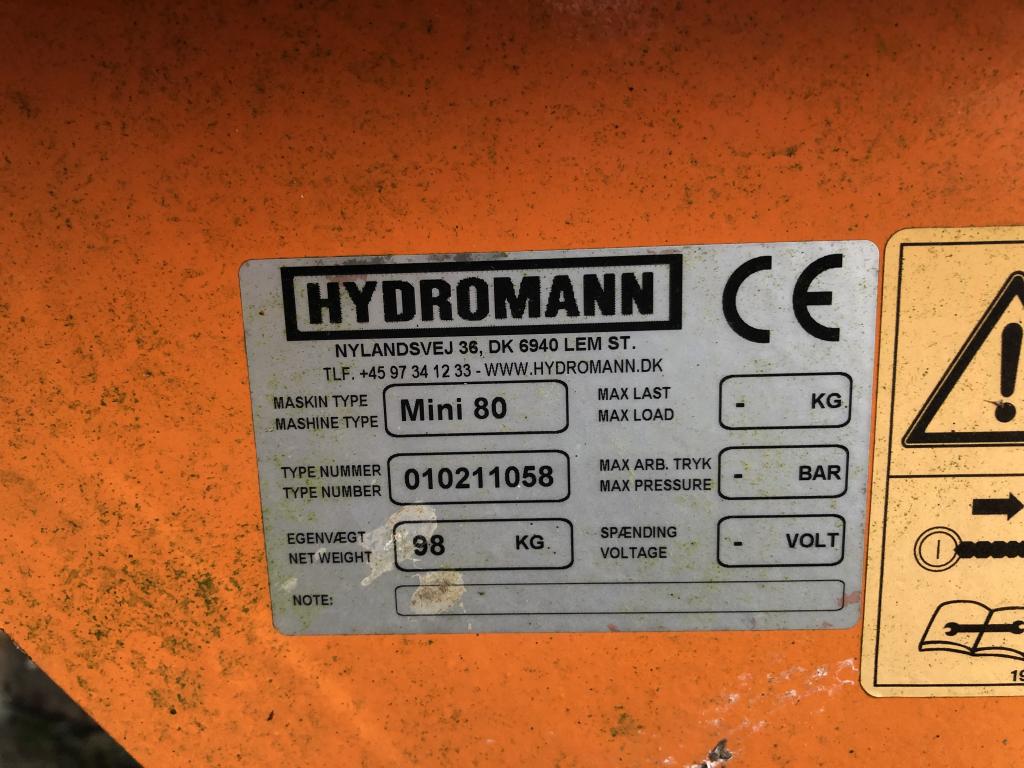 HYDROMANN
CE
NYLANDSVEJ 36, DK 6940 LEM ST.
TLF. +45 97 34 12 33 - WWW.HYDROMANN.DK
MASKIN TYPE
MASHINE TYPE
Mini 80
MAX LAST
MAX LOAD
- KG
TYPE NUMMER
TYPE NUMBER
010211058
MAX ARB. TRYK
MAX PRESSURE
- BAR
EGENVÆGT
NET WEIGHT
98 KG
SPÆNDING
VOLTAGE
- VOLT
NOTE: